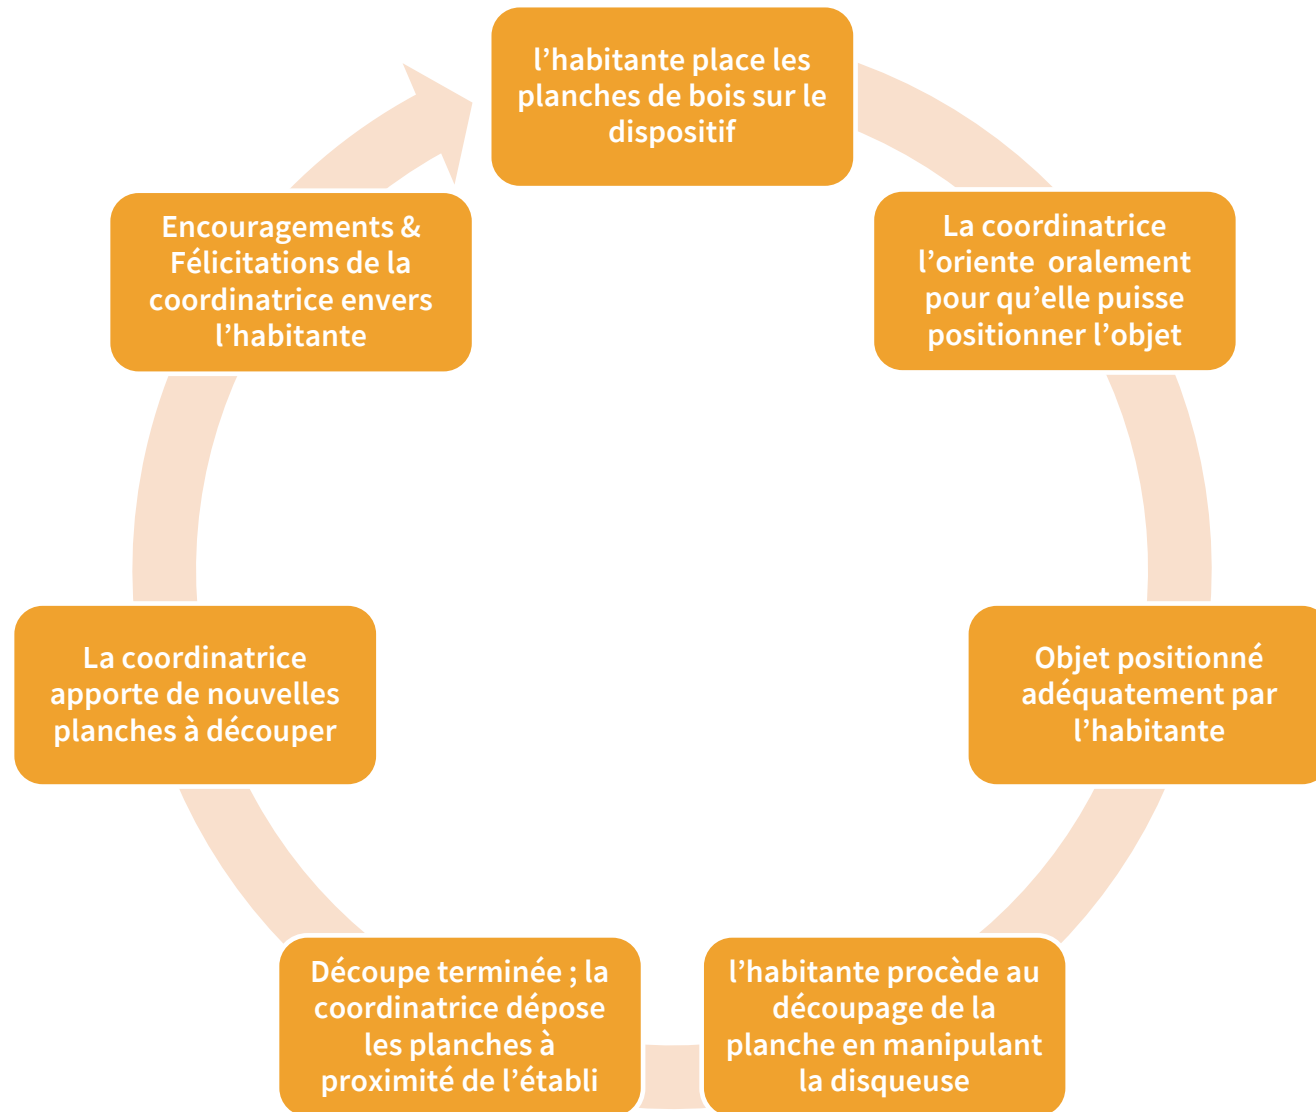 l’habitante place les
planches de bois sur le
dispositif
La coordinatrice
l’oriente  oralement
pour qu’elle puisse
positionner l’objet
Objet positionné
adéquatement par
l’habitante
l’habitante procède au
découpage de la
planche en manipulant
la disqueuse
Découpe terminée ; la
coordinatrice dépose
les planches à
proximité de l’établi
La coordinatrice
apporte de nouvelles
planches à découper
Encouragements &
Félicitations de la
coordinatrice envers
l’habitante